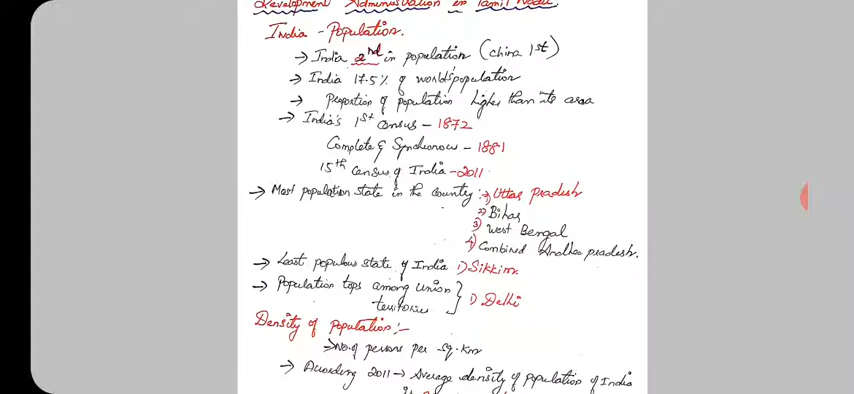 Development Administration in Tamil Nadu.
India - Population.
→ India 2nd in population (china 1st)
→ India 17.5% of world's population
→ Proportion of population higher than its area
→ India's 1st Census - 1872
Complete & Synchronous - 1881
15th Census of India - 2011
→ Most population state in the country :→ 1) Uttar Pradesh
2) Bihar
3) West Bengal
4) Combined Andhra pradesh.
→ Least populous state of India 1) Sikkim.
→ Population tops among union
territories } 1) Delhi
Density of Population:-
→ No. of persons per sq.km
→ According 2011 → Average density of population of India